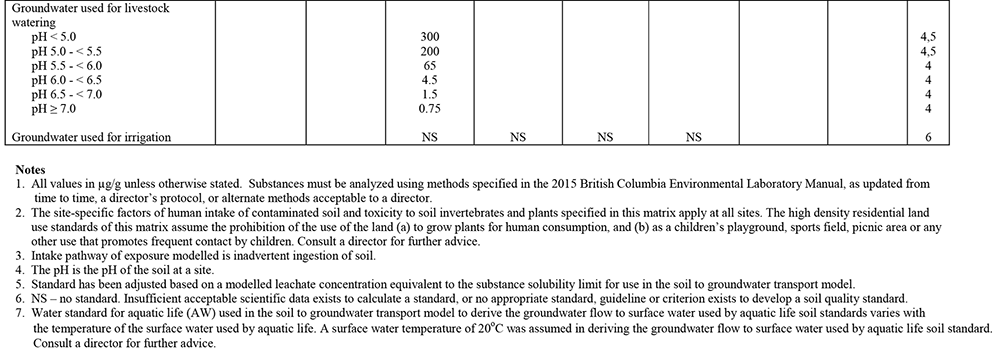 Groundwater used for livestock
watering
pH < 5.0 300 4,5
pH 5.0 - < 5.5 200 4,5
pH 5.5 - < 6.0 65 4
pH 6.0 - < 6.5 4.5 4
pH 6.5 - < 7.0 1.5 4
pH ≥ 7.0 0.75 4
Groundwater used for irrigation NS NS NS NS 6
Notes
1. All values in µg/g unless otherwise stated. Substances must be analyzed using methods specified in the 2015 British Columbia Environmental Laboratory Manual, as updated from
time to time, a director's protocol, or alternate methods acceptable to a director.
2. The site-specific factors of human intake of contaminated soil and toxicity to soil invertebrates and plants specified in this matrix apply at all sites. The high density residential land
use standards of this matrix assume the prohibition of the use of the land (a) to grow plants for human consumption, and (b) as a children's playground, sports field, picnic area or any
other use that promotes frequent contact by children. Consult a director for further advice.
3. Intake pathway of exposure modelled is inadvertent ingestion of soil.
4. The pH is the pH of the soil at a site.
5. Standard has been adjusted based on a modelled leachate concentration equivalent to the substance solubility limit for use in the soil to groundwater transport model.
6. NS – no standard. Insufficient acceptable scientific data exists to calculate a standard, or no appropriate standard, guideline or criterion exists to develop a soil quality standard.
7. Water standard for aquatic life (AW) used in the soil to groundwater transport model to derive the groundwater flow to surface water used by aquatic life soil standards varies with
the temperature of the surface water used by aquatic life. A surface water temperature of 20°C was assumed in deriving the groundwater flow to surface water used by aquatic life soil standard.
Consult a director for further advice.